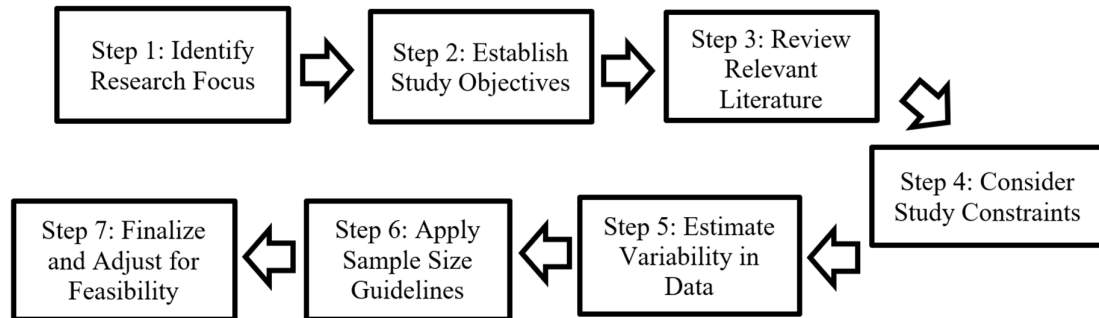 Step 1: Identify
Research Focus
Step 2: Establish
Study Objectives
Step 3: Review
Relevant
Literature
Step 4: Consider
Study Constraints
Step 5: Estimate
Variability in
Data
Step 6: Apply
Sample Size
Guidelines
Step 7: Finalize
and Adjust for
Feasibility